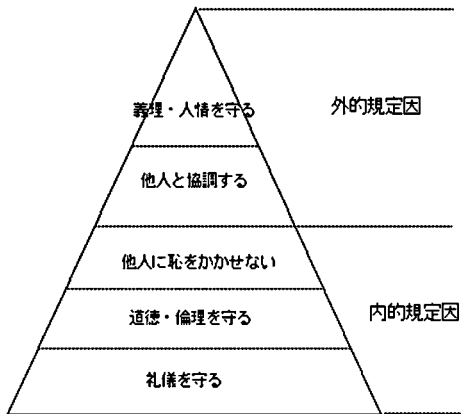 義理・人情を守る
外的規定因
他人と協調する
他人に恥をかかせない
道徳・倫理を守る
内的規定因
礼儀を守る